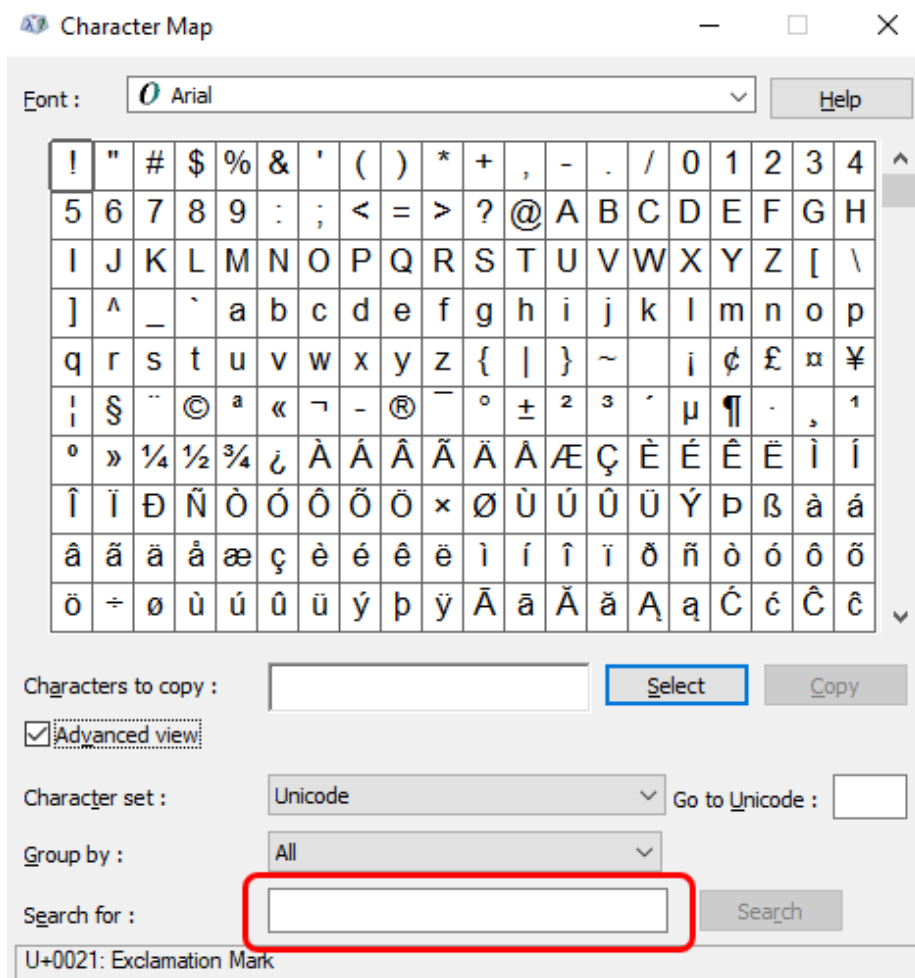 Character Map
Font : Arial Help
! " # $ % & ' ( ) * + , - . / 0 1 2 3 4
5 6 7 8 9 : ; < = > ? @ A B C D E F G H
I J K L M N O P Q R S T U V W X Y Z [ \
] ^ _ ` a b c d e f g h i j k l m n o p
q r s t u v w x y z { | } ~   ¡ ¢ £ ¤ ¥
¦ § ¨ © ª « ¬ - ® ¯ ° ± ² ³ ´ µ ¶ · ¸ ¹
º » ¼ ½ ¾ ¿ À Á Â Ã Ä Å Æ Ç È É Ê Ë Ì Í
Î Ï Ð Ñ Ò Ó Ô Õ Ö × Ø Ù Ú Û Ü Ý Þ ß à á
â ã ä å æ ç è é ê ë ì í î ï ð ñ ò ó ô õ
ö ÷ ø ù ú û ü ý þ ÿ Ā ā Ă ă Ą ą Ć ć Ĉ ĉ
Characters to copy : Select Copy
Advanced view
Character set : Unicode Go to Unicode :
Group by : All
Search for : Search
U+0021: Exclamation Mark